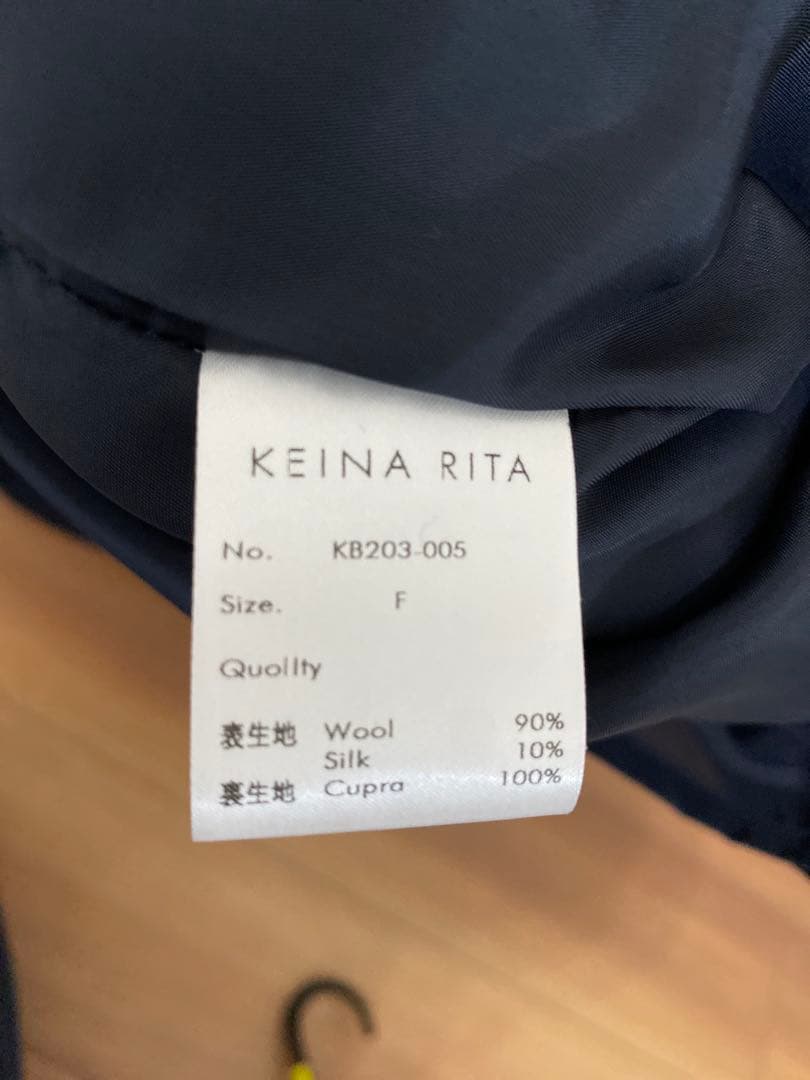 KEINA RITA
No. KB203-005
Size. F
Quollty
表生地 Wool 90%
Silk 10%
裏生地 Cupra 100%